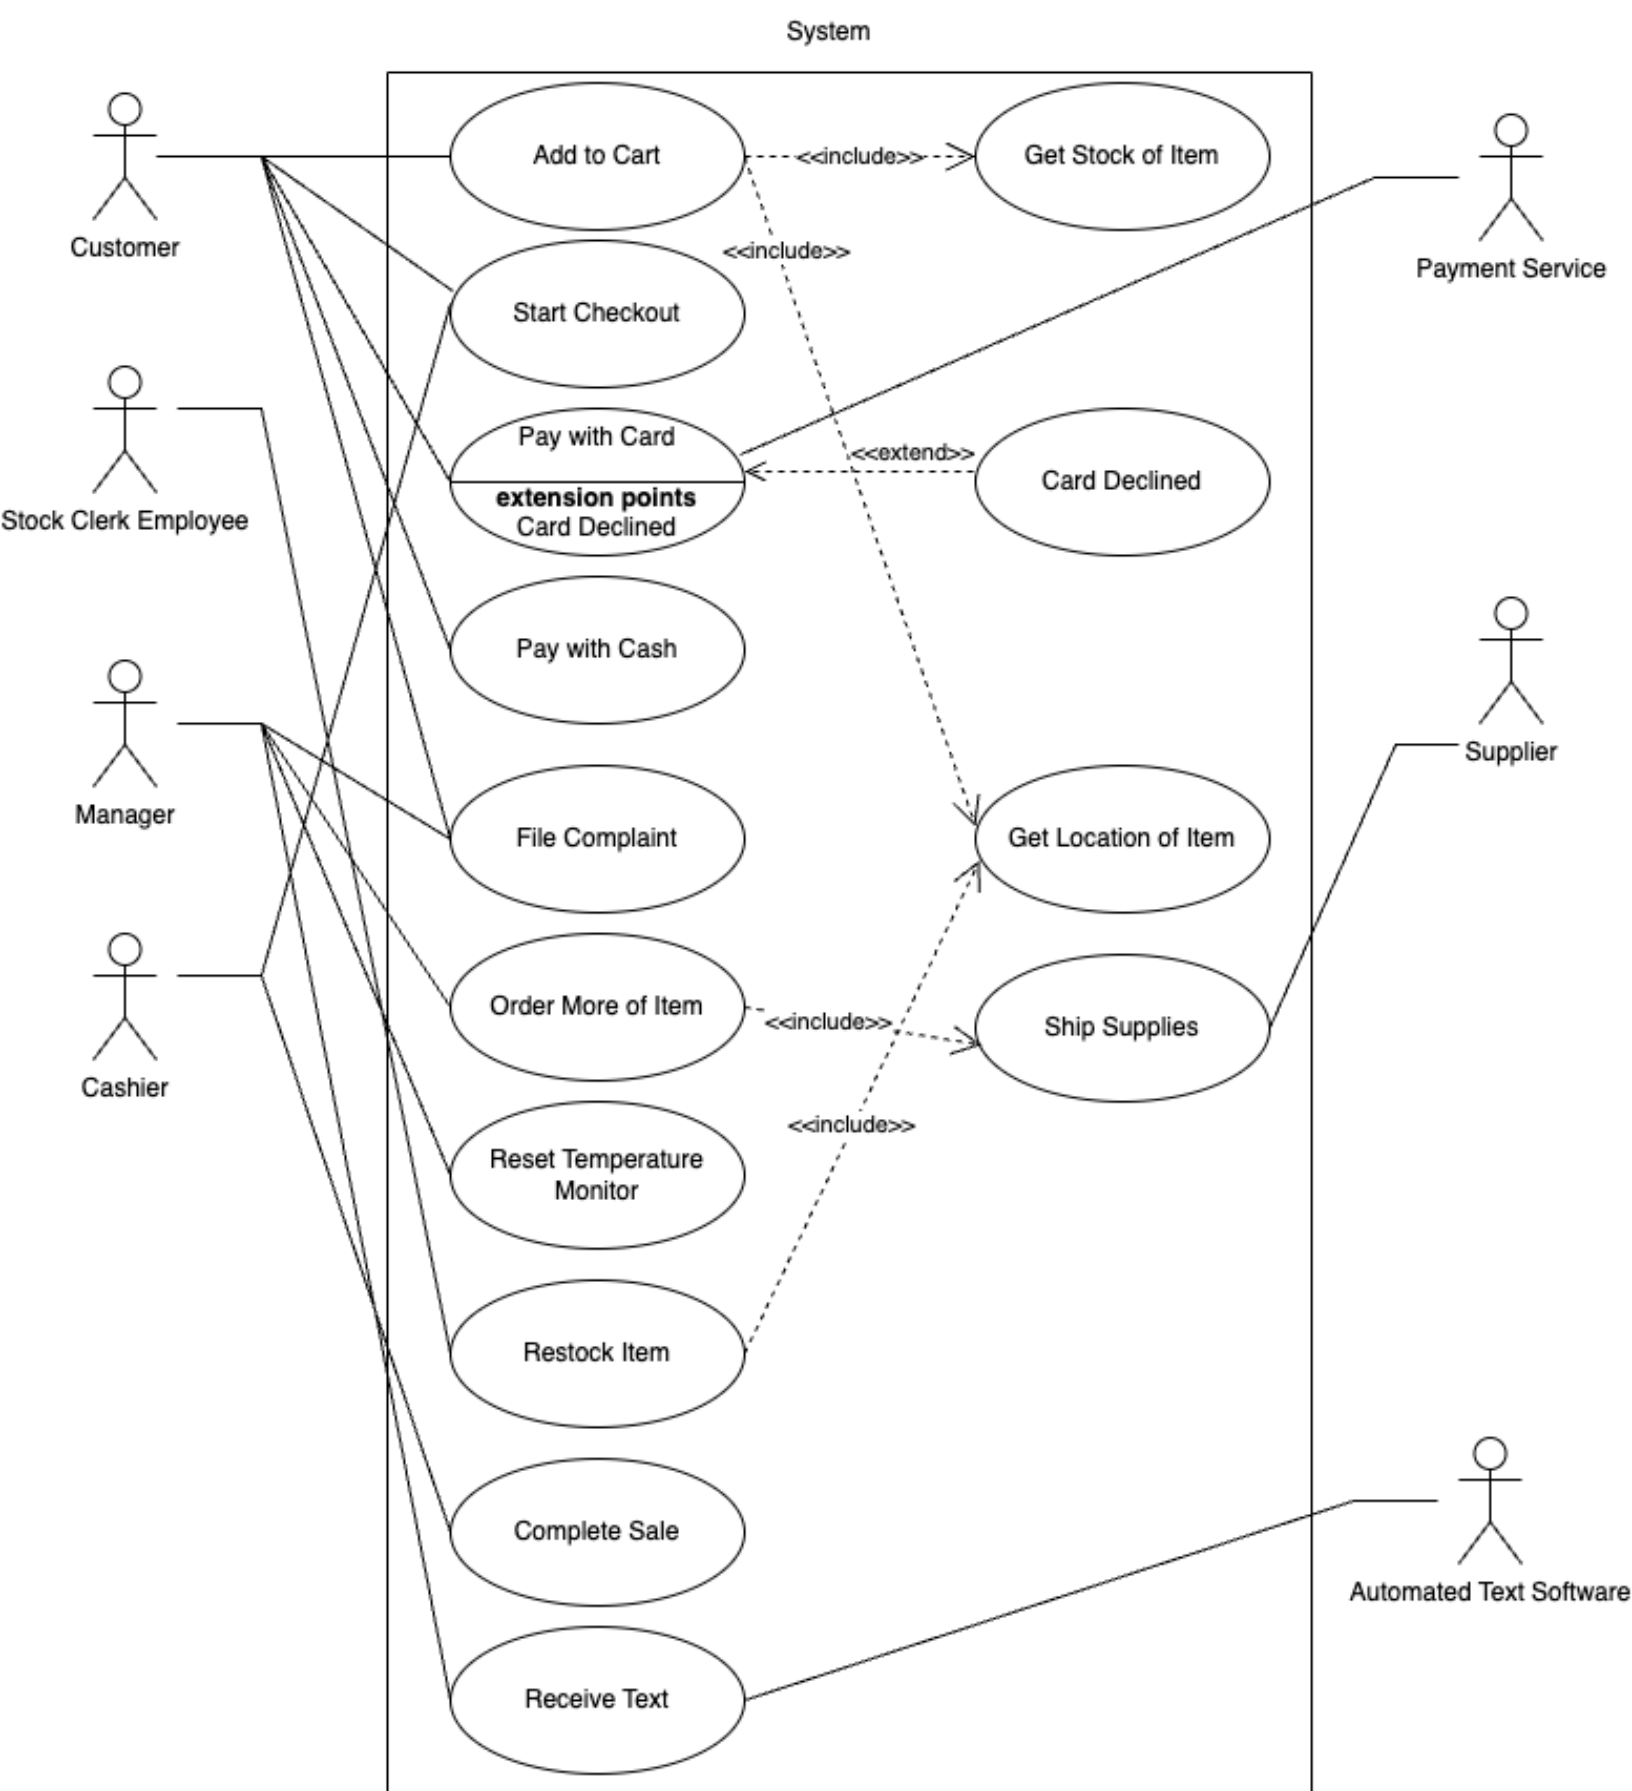 System
Customer
Add to Cart
<<include>>
Get Stock of Item
Payment Service
<<include>>
Start Checkout
Stock Clerk Employee
Pay with Card
extension points
Card Declined
<<extend>>
Card Declined
Pay with Cash
Manager
Supplier
File Complaint
Get Location of Item
Cashier
Order More of Item
<<include>>
Ship Supplies
<<include>>
Reset Temperature
Monitor
Restock Item
Complete Sale
Automated Text Software
Receive Text